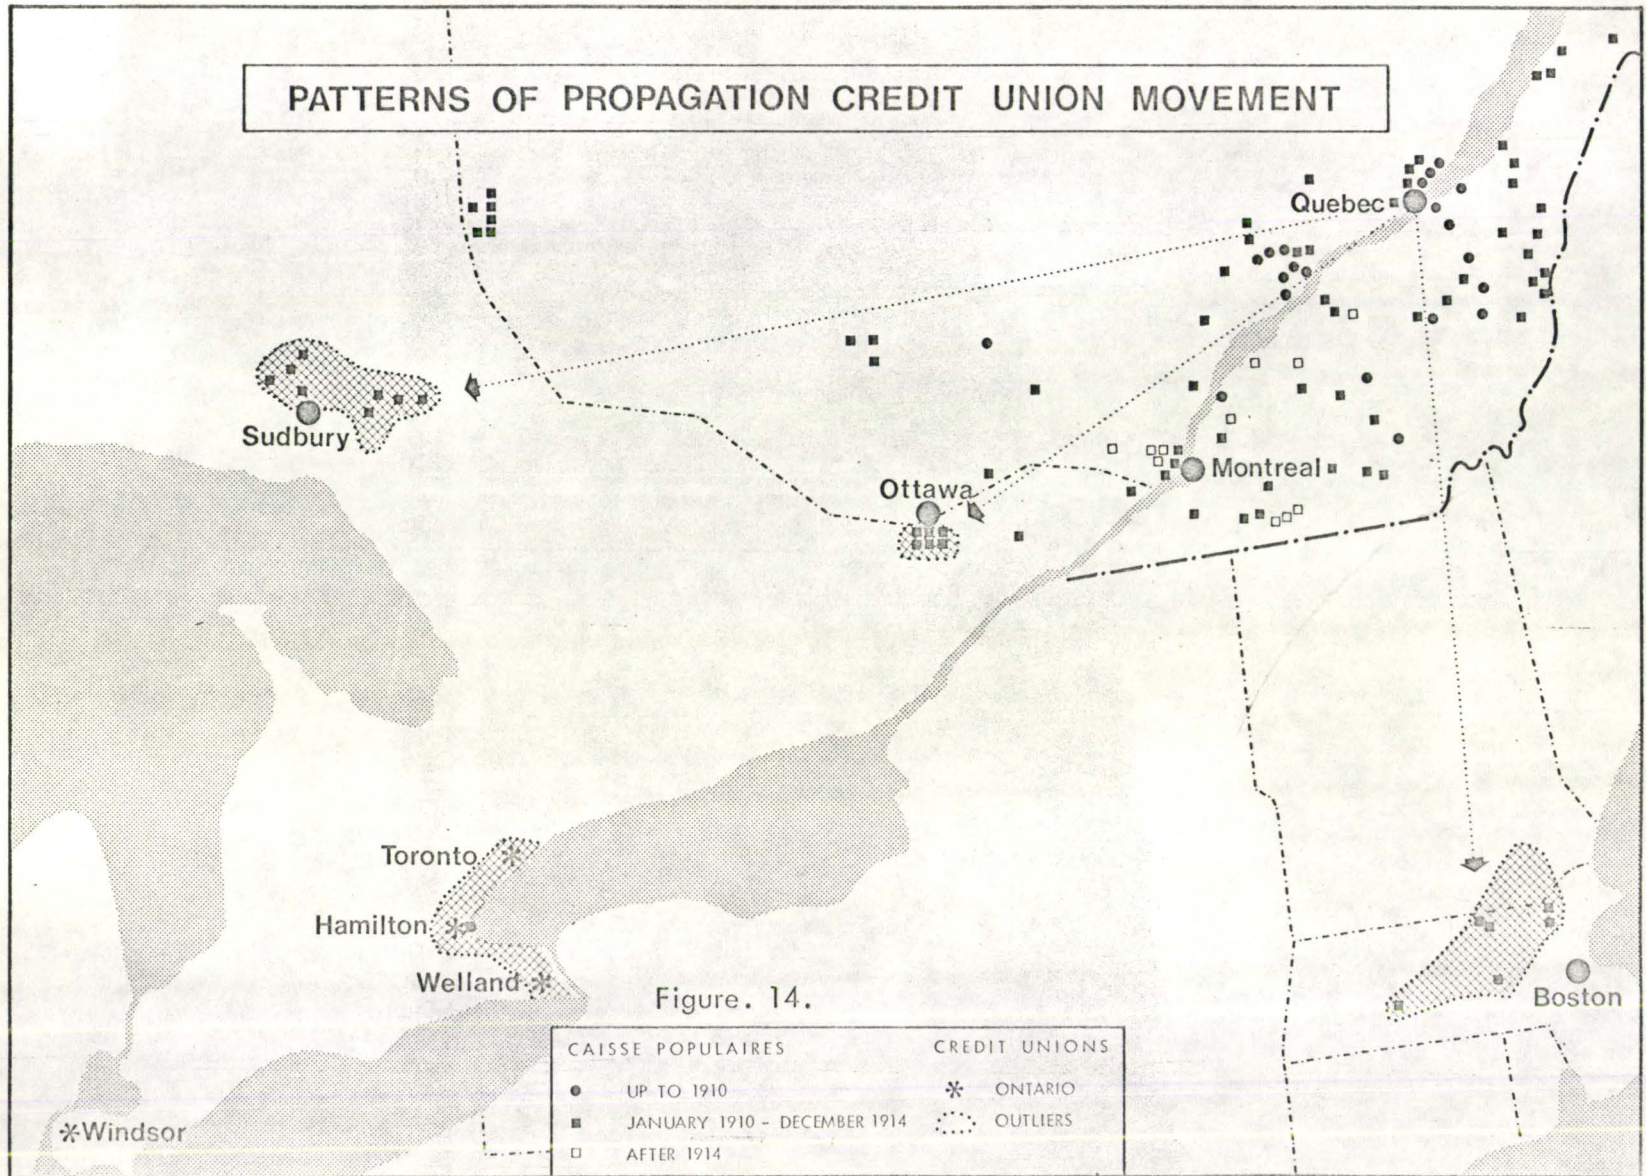 PATTERNS OF PROPAGATION CREDIT UNION MOVEMENT
Quebec
Sudbury
Montreal
Ottawa
Toronto
Hamilton
Welland
Boston
Windsor
Figure. 14.
CAISSE POPULAIRES
UP TO 1910
JANUARY 1910 – DECEMBER 1914
AFTER 1914
CREDIT UNIONS
ONTARIO
OUTLIERS